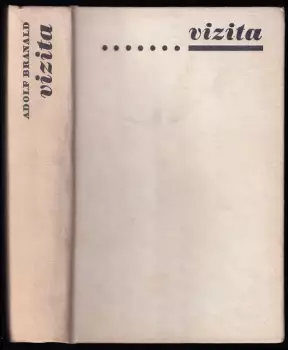 ADOLF BRANALD
vizita
....... vizita